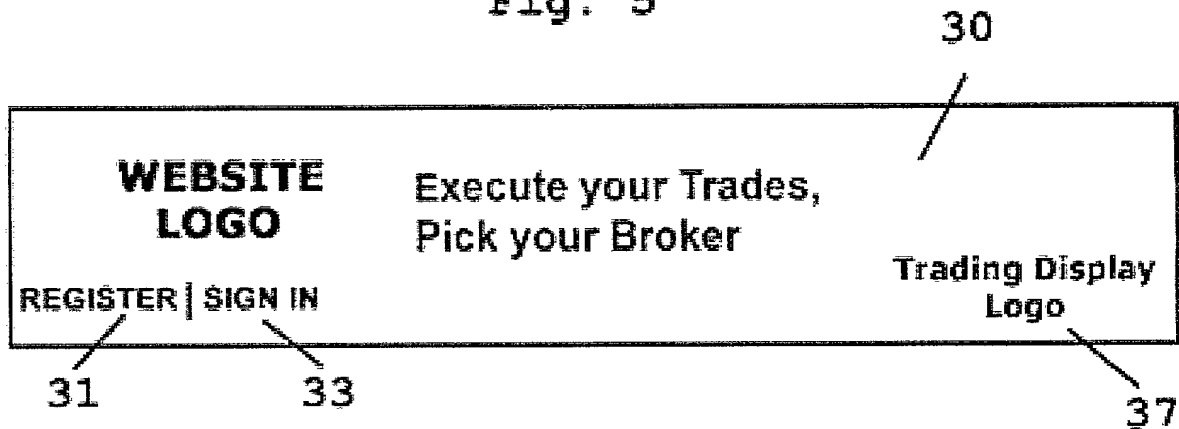 Fig. 5
30
WEBSITE
LOGO
Execute your Trades,
Pick your Broker
Trading Display
Logo
REGISTER | SIGN IN
31
33
37